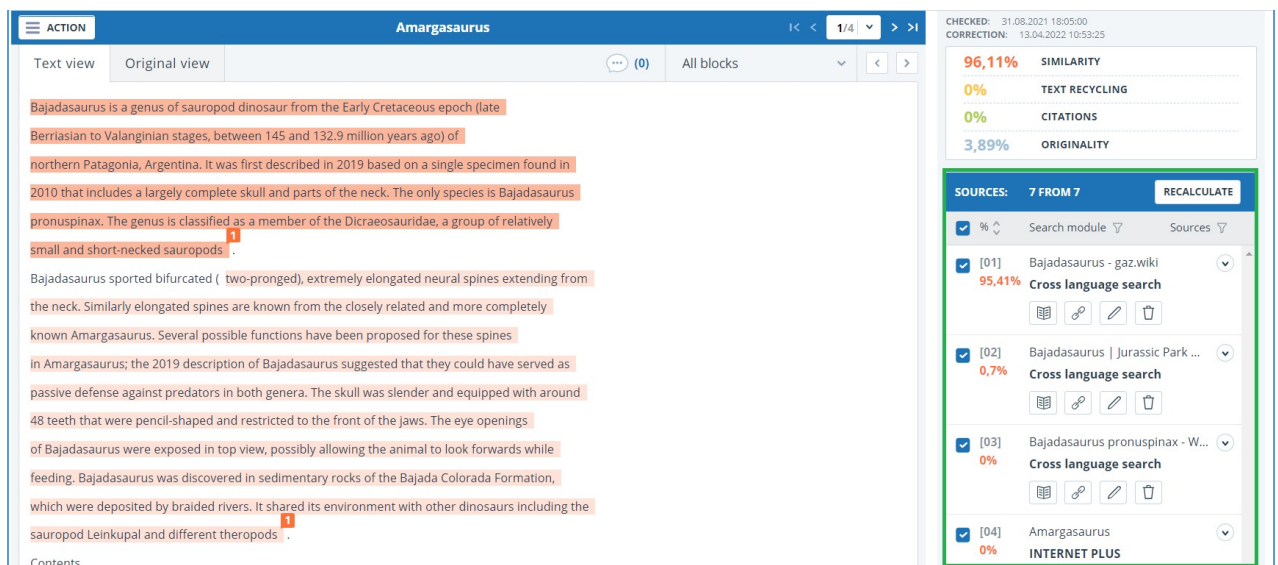 ACTION
Amargasaurus
1/4
Text view
Original view
(0)
All blocks
Bajadasaurus is a genus of sauropod dinosaur from the Early Cretaceous epoch (late
Berriasian to Valanginian stages, between 145 and 132.9 million years ago) of
northern Patagonia, Argentina. It was first described in 2019 based on a single specimen found in
2010 that includes a largely complete skull and parts of the neck. The only species is Bajadasaurus
pronuspinax. The genus is classified as a member of the Dicraeosauridae, a group of relatively
1
small and short-necked sauropods .
Bajadasaurus sported bifurcated ( two-pronged), extremely elongated neural spines extending from
the neck. Similarly elongated spines are known from the closely related and more completely
known Amargasaurus. Several possible functions have been proposed for these spines
in Amargasaurus; the 2019 description of Bajadasaurus suggested that they could have served as
passive defense against predators in both genera. The skull was slender and equipped with around
48 teeth that were pencil-shaped and restricted to the front of the jaws. The eye openings
of Bajadasaurus were exposed in top view, possibly allowing the animal to look forwards while
feeding. Bajadasaurus was discovered in sedimentary rocks of the Bajada Colorada Formation,
which were deposited by braided rivers. It shared its environment with other dinosaurs including the
1
sauropod Leinkupal and different theropods .
Contents
CHECKED: 31.08.2021 18:05:00
CORRECTION: 13.04.2022 10:53:25
96,11% SIMILARITY
0% TEXT RECYCLING
0% CITATIONS
3,89% ORIGINALITY
SOURCES: 7 FROM 7 RECALCULATE
% Search module Sources
[01] Bajadasaurus - gaz.wiki
95,41% Cross language search
[02] Bajadasaurus | Jurassic Park ...
0,7% Cross language search
[03] Bajadasaurus pronuspinax - W...
0% Cross language search
[04] Amargasaurus
0% INTERNET PLUS